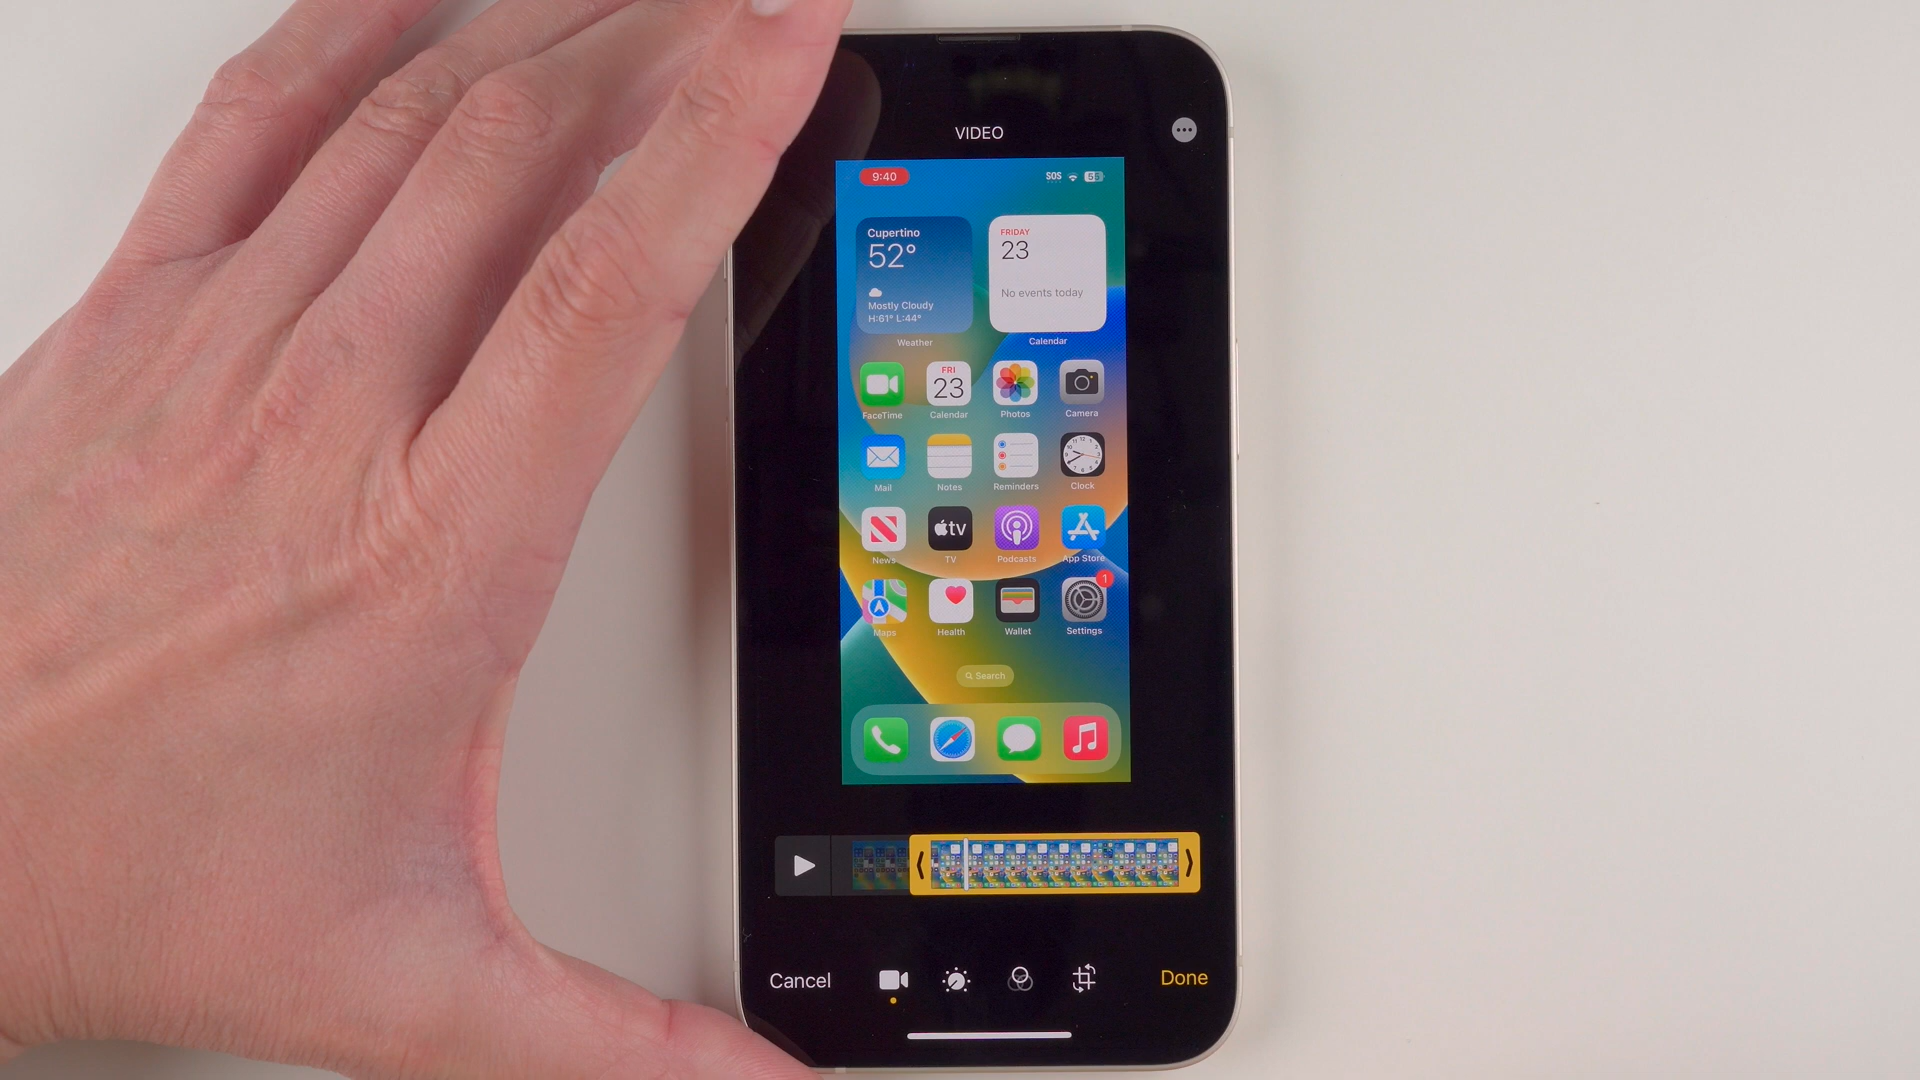 VIDEO
9:40
SOS
55
Cupertino
52°
Mostly Cloudy
H:61° L:44°
FRIDAY
23
No events today
Weather
Calendar
FRI
23
FaceTime
Calendar
Photos
Camera
Mail
Notes
Reminders
Clock
tv
News
TV
Podcasts
App Store
1
Maps
Health
Wallet
Settings
Search
Cancel
Done